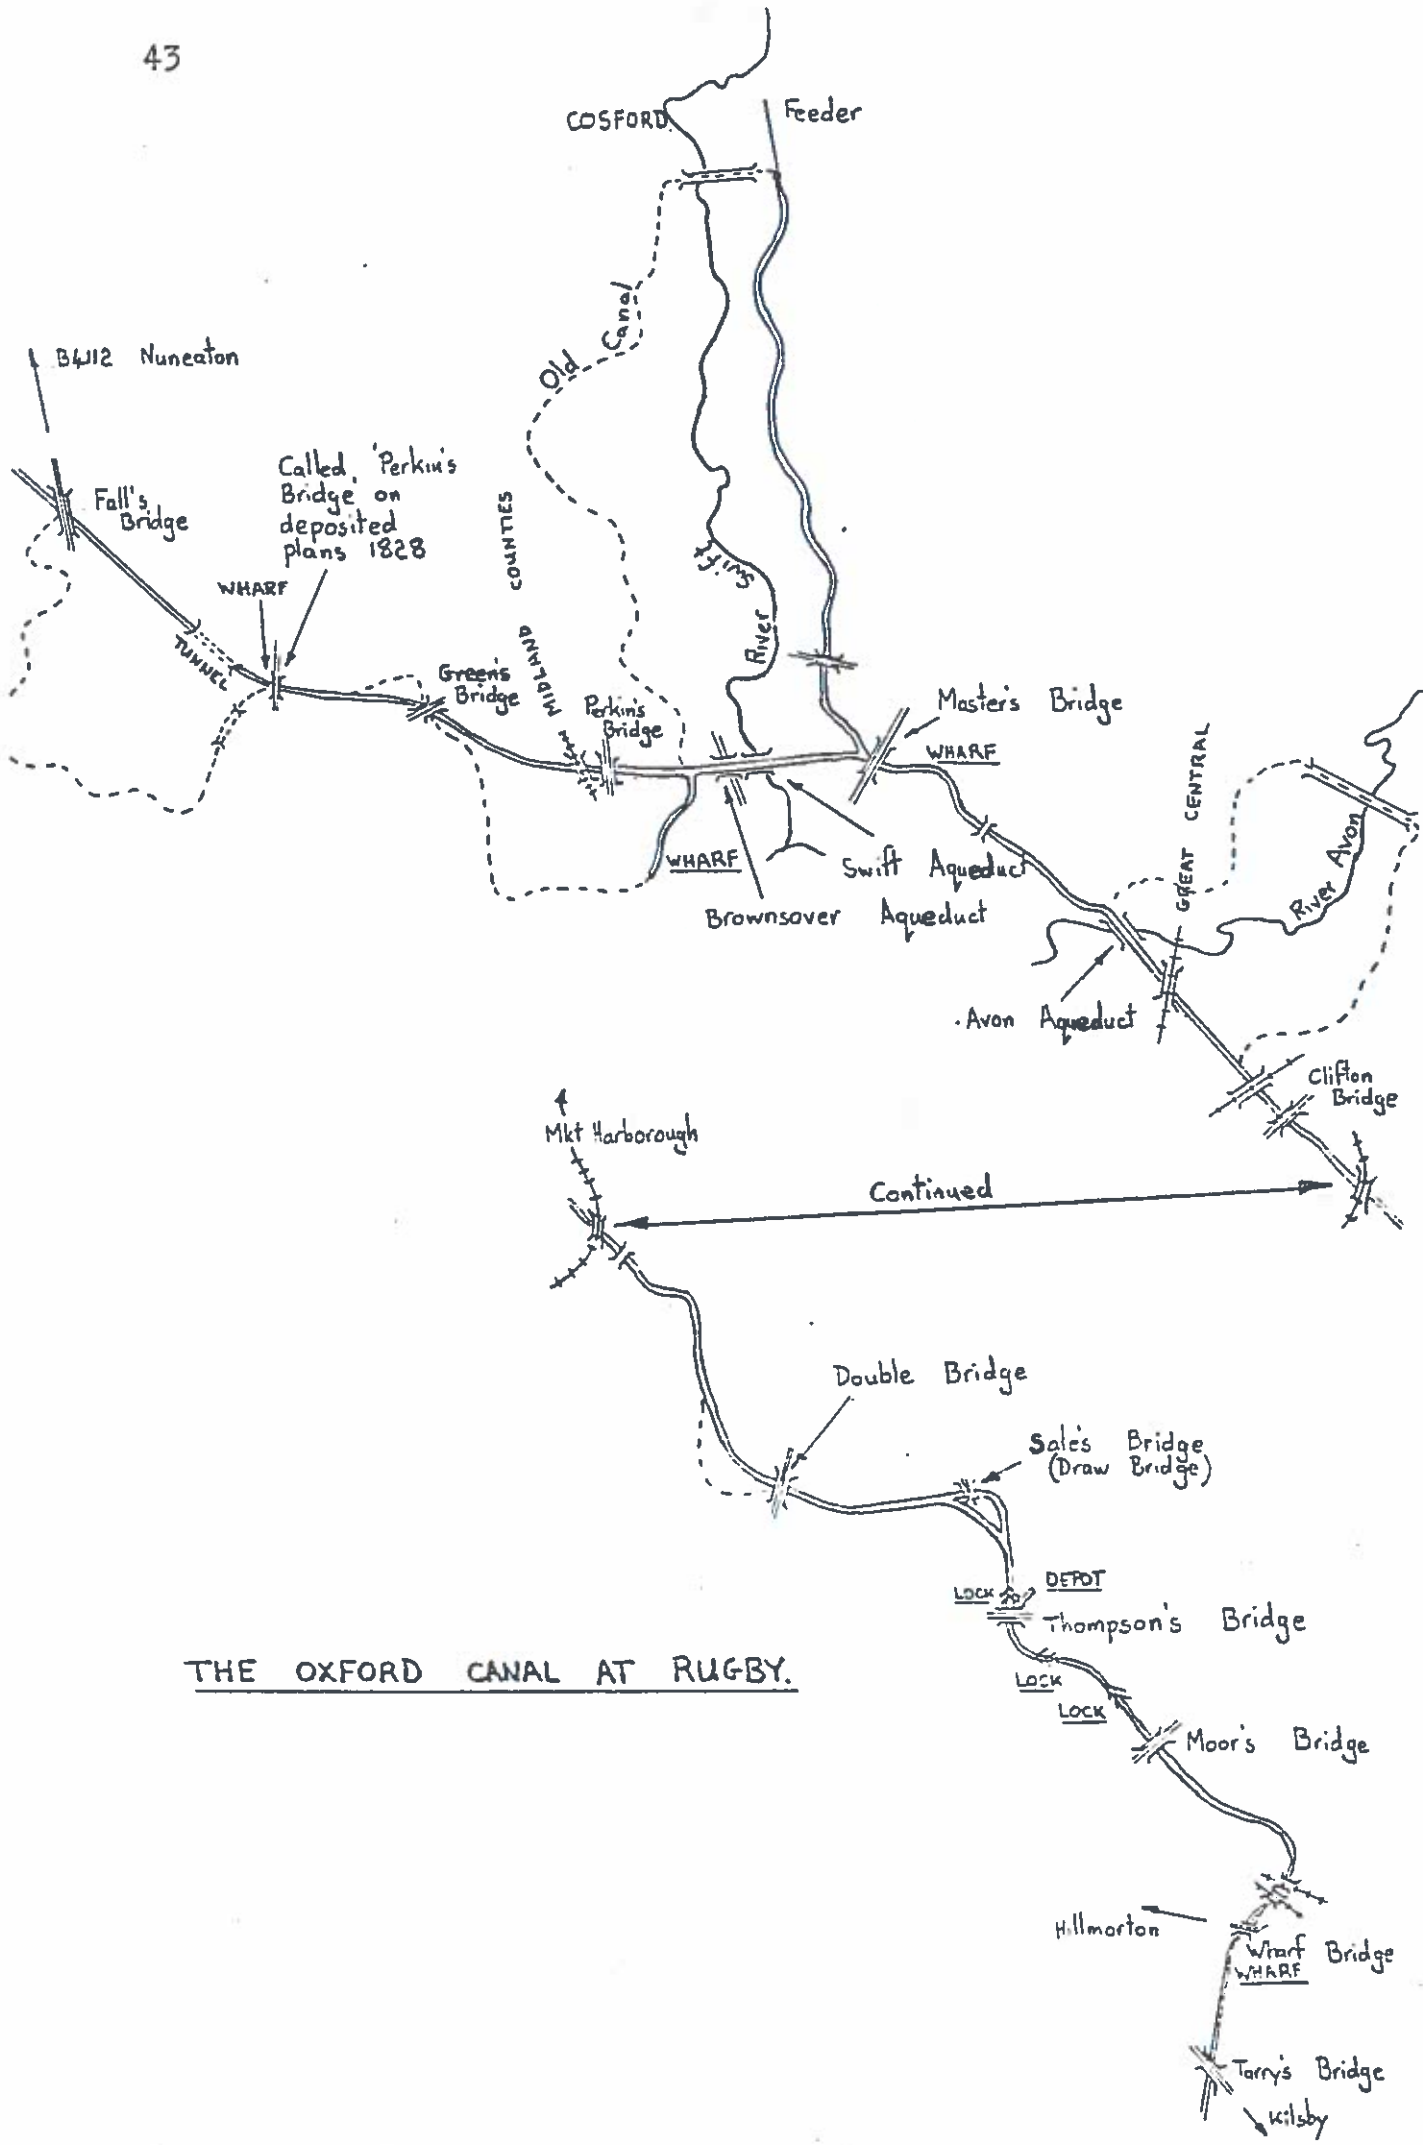 43
COSFORD
Feeder
Old Canal
B4112 Nuneaton
Fall's
Bridge
Called 'Perkin's
Bridge' on
deposited
plans 1828
WHARF
TUNNEL
Green's
Bridge
MIDLAND COUNTIES
Perkin's
Bridge
River Swift
Master's Bridge
WHARF
GREAT CENTRAL
River Avon
WHARF
Swift Aqueduct
Brownsover Aqueduct
Avon Aqueduct
Clifton
Bridge
Mkt Harborough
Continued
Double Bridge
Sale's Bridge
(Draw Bridge)
LOCK
DEPOT
Thompson's Bridge
LOCK
LOCK
THE OXFORD CANAL AT RUGBY.
Moor's Bridge
Hillmorton
Wharf Bridge
WHARF
Tarry's Bridge
Kilsby